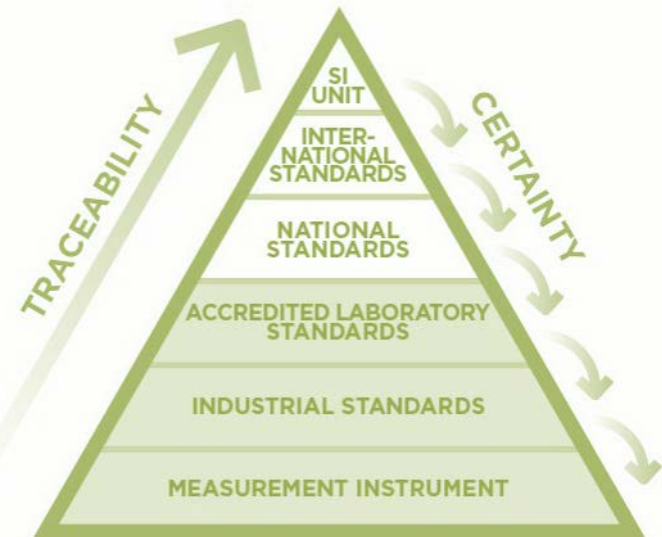 TRACEABILITY
CERTAINTY
SI
UNIT
INTER-
NATIONAL
STANDARDS
NATIONAL
STANDARDS
ACCREDITED LABORATORY
STANDARDS
INDUSTRIAL STANDARDS
MEASUREMENT INSTRUMENT